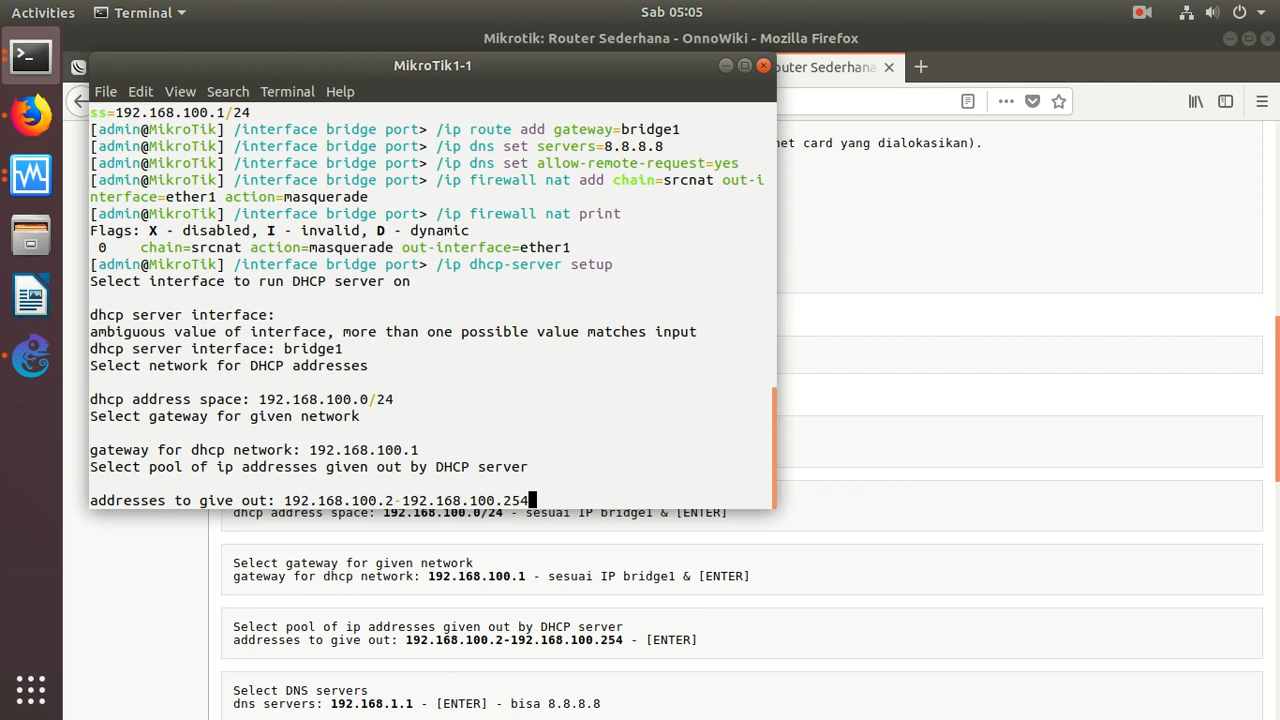 Activities
Terminal
Sab 05:05
Mikrotik: Router Sederhana - OnnoWiki - Mozilla Firefox
MikroTik1-1
outer Sederhana
File Edit View Search Terminal Help
ss=192.168.100.1/24
[admin@MikroTik] /interface bridge port> /ip route add gateway=bridge1
[admin@MikroTik] /interface bridge port> /ip dns set servers=8.8.8.8
[admin@MikroTik] /interface bridge port> /ip dns set allow-remote-request=yes
[admin@MikroTik] /interface bridge port> /ip firewall nat add chain=srcnat out-i
nterface=ether1 action=masquerade
[admin@MikroTik] /interface bridge port> /ip firewall nat print
Flags: X - disabled, I - invalid, D - dynamic
0 chain=srcnat action=masquerade out-interface=ether1
[admin@MikroTik] /interface bridge port> /ip dhcp-server setup
Select interface to run DHCP server on
dhcp server interface:
ambiguous value of interface, more than one possible value matches input
dhcp server interface: bridge1
Select network for DHCP addresses
dhcp address space: 192.168.100.0/24
Select gateway for given network
gateway for dhcp network: 192.168.100.1
Select pool of ip addresses given out by DHCP server
addresses to give out: 192.168.100.2-192.168.100.254
net card yang dialokasikan).
dhcp address space: 192.168.100.0/24 - sesuai IP bridge1 & [ENTER]
Select gateway for given network
gateway for dhcp network: 192.168.100.1 - sesuai IP bridge1 & [ENTER]
Select pool of ip addresses given out by DHCP server
addresses to give out: 192.168.100.2-192.168.100.254 - [ENTER]
Select DNS servers
dns servers: 192.168.1.1 - [ENTER] - bisa 8.8.8.8